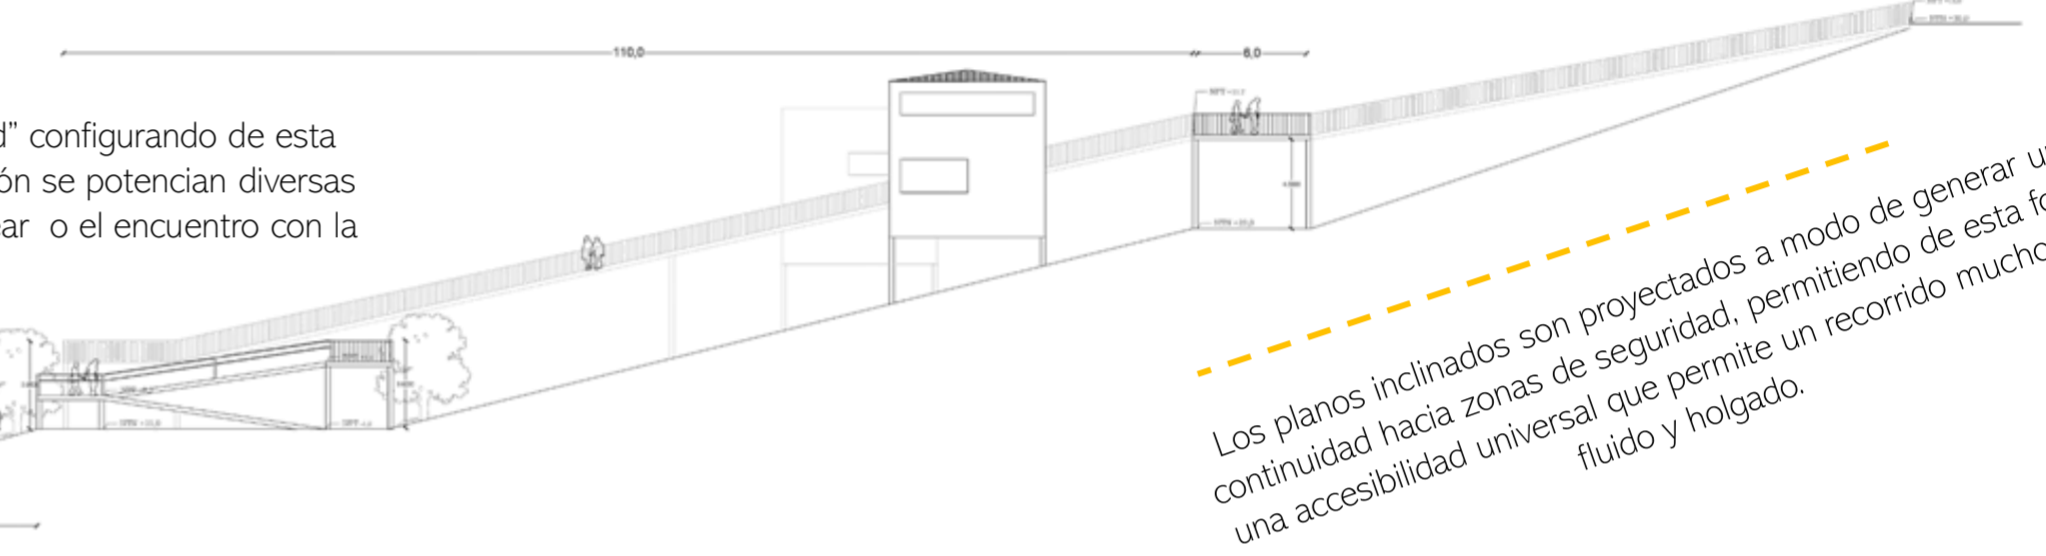 110,0
6,0
d” configurando de esta
ón se potencian diversas
ar o el encuentro con la
Los planos inclinados son proyectados a modo de generar u
continuidad hacia zonas de seguridad, permitiendo de esta fo
una accesibilidad universal que permite un recorrido mucho
fluido y holgado.